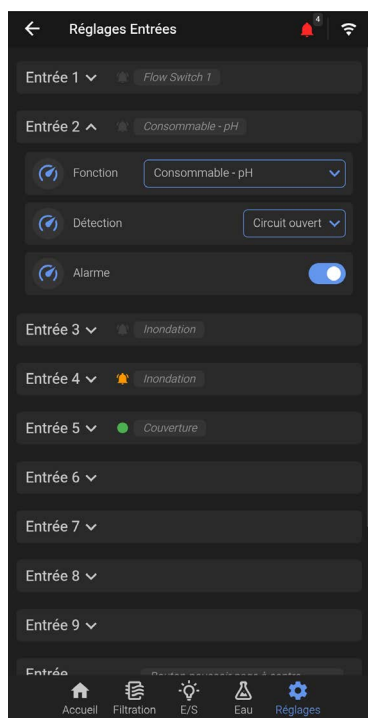 Réglages Entrées
4
Entrée 1
Flow Switch 1
Entrée 2
Consommable - pH
Fonction
Consommable - pH
Détection
Circuit ouvert
Alarme
Entrée 3
Inondation
Entrée 4
Inondation
Entrée 5
Couverture
Entrée 6
Entrée 7
Entrée 8
Entrée 9
Entrée
Accueil
Filtration
E/S
Eau
Réglages